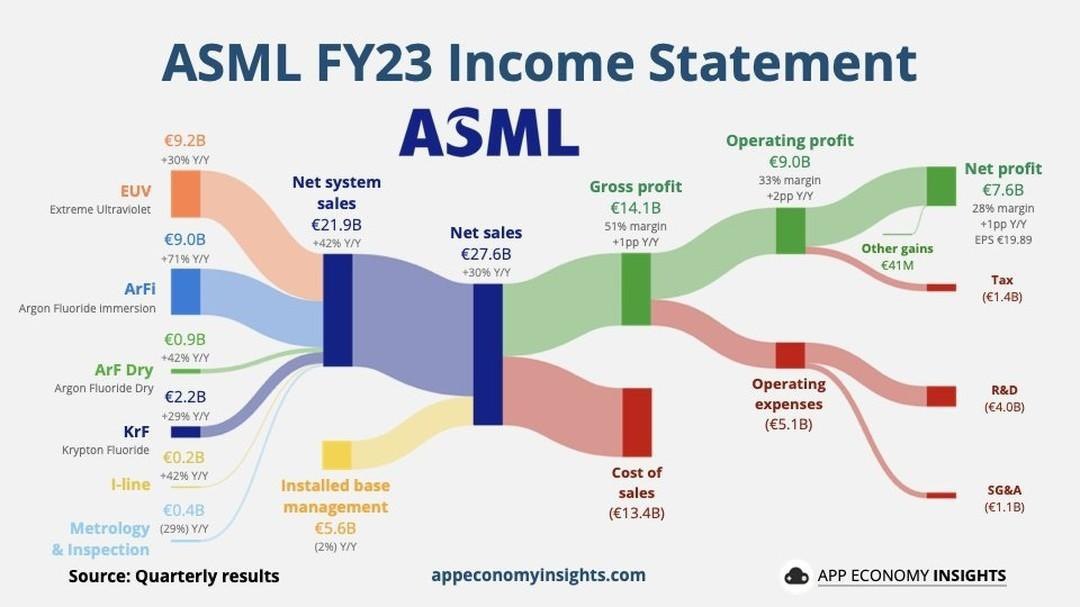 ASML FY23 Income Statement
ASML
€9.2B
+30% Y/Y
EUV
Extreme Ultraviolet
€9.0B
+71% Y/Y
ArFi
Argon Fluoride immersion
€0.9B
+42% Y/Y
ArF Dry
Argon Fluoride Dry
€2.2B
+29% Y/Y
KrF
Krypton Fluoride
€0.2B
+42% Y/Y
I-line
€0.4B
(29%) Y/Y
Metrology
& Inspection
Net system
sales
€21.9B
+42% Y/Y
Installed base
management
€5.6B
(2%) Y/Y
Net sales
€27.6B
+30% Y/Y
Gross profit
€14.1B
51% margin
+1pp Y/Y
Cost of
sales
(€13.4B)
Operating profit
€9.0B
33% margin
+2pp Y/Y
Operating
expenses
(€5.1B)
Net profit
€7.6B
28% margin
+1pp Y/Y
EPS €19.89
Other gains
€41M
Tax
(€1.4B)
R&D
(€4.0B)
SG&A
(€1.1B)
Source: Quarterly results
appeconomyinsights.com
APP ECONOMY INSIGHTS